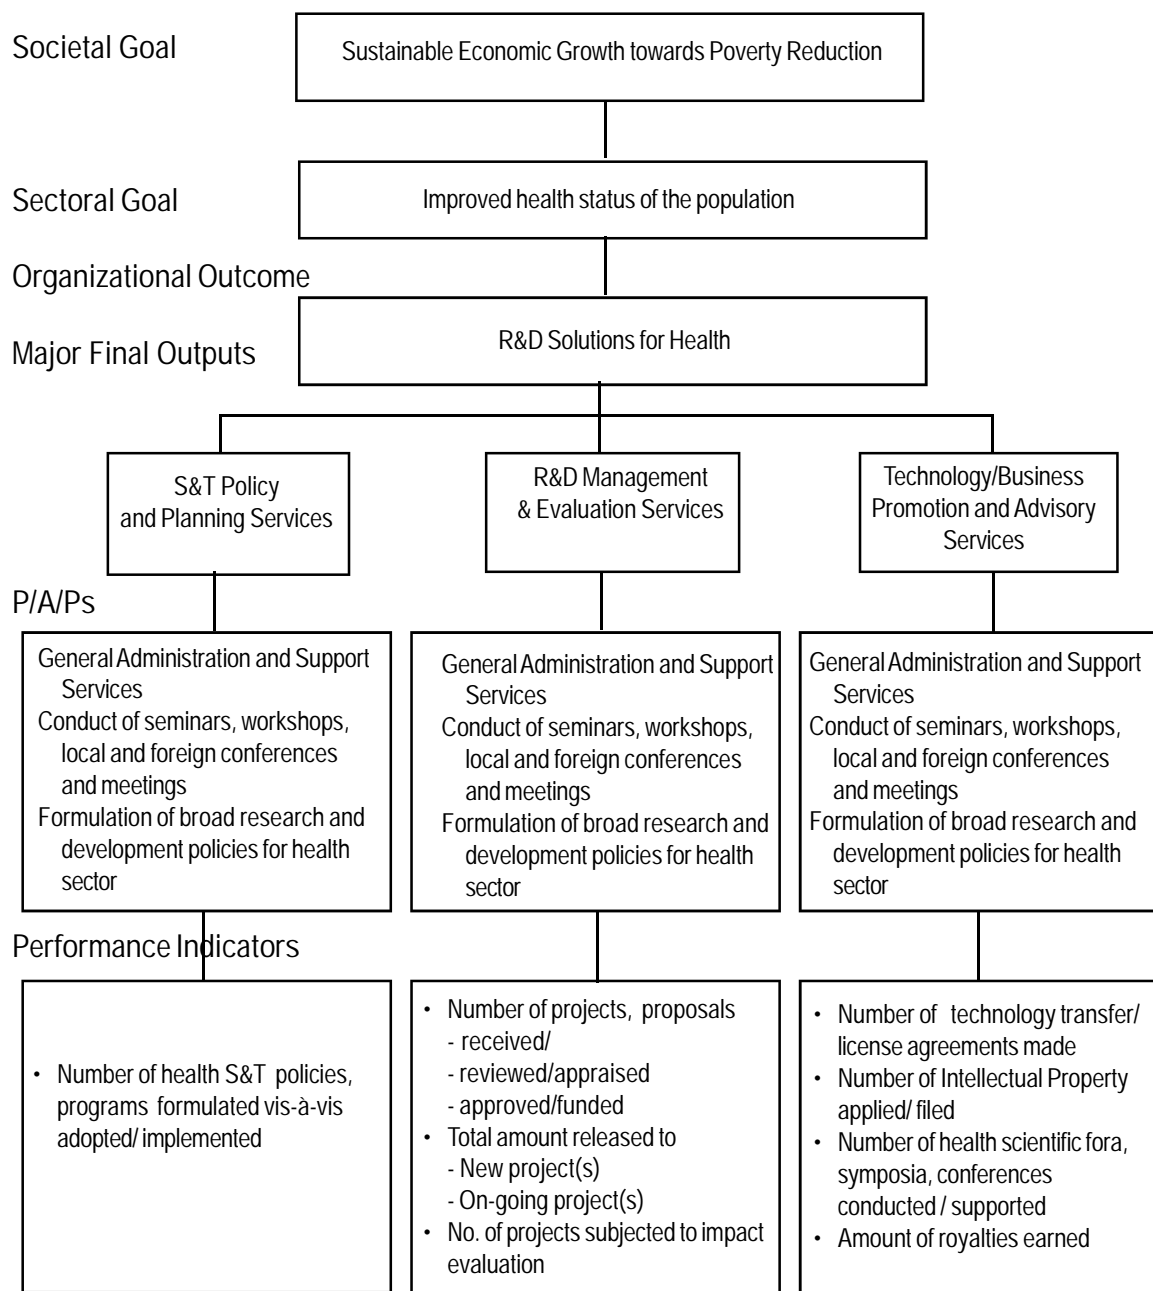 Societal Goal
Sustainable Economic Growth towards Poverty Reduction
Sectoral Goal
Improved health status of the population
Organizational Outcome
R&D Solutions for Health
Major Final Outputs
S&T Policy
and Planning Services
R&D Management
& Evaluation Services
Technology/Business
Promotion and Advisory
Services
P/A/Ps
General Administration and Support
Services
Conduct of seminars, workshops,
local and foreign conferences
and meetings
Formulation of broad research and
development policies for health
sector
General Administration and Support
Services
Conduct of seminars, workshops,
local and foreign conferences
and meetings
Formulation of broad research and
development policies for health
sector
General Administration and Support
Services
Conduct of seminars, workshops,
local and foreign conferences
and meetings
Formulation of broad research and
development policies for health
sector
Performance Indicators
• Number of health S&T policies,
programs formulated vis-à-vis
adopted/ implemented
• Number of projects, proposals
- received/
- reviewed/appraised
- approved/funded
• Total amount released to
- New project(s)
- On-going project(s)
• No. of projects subjected to impact
evaluation
• Number of technology transfer/
license agreements made
• Number of Intellectual Property
applied/ filed
• Number of health scientific fora,
symposia, conferences
conducted / supported
• Amount of royalties earned